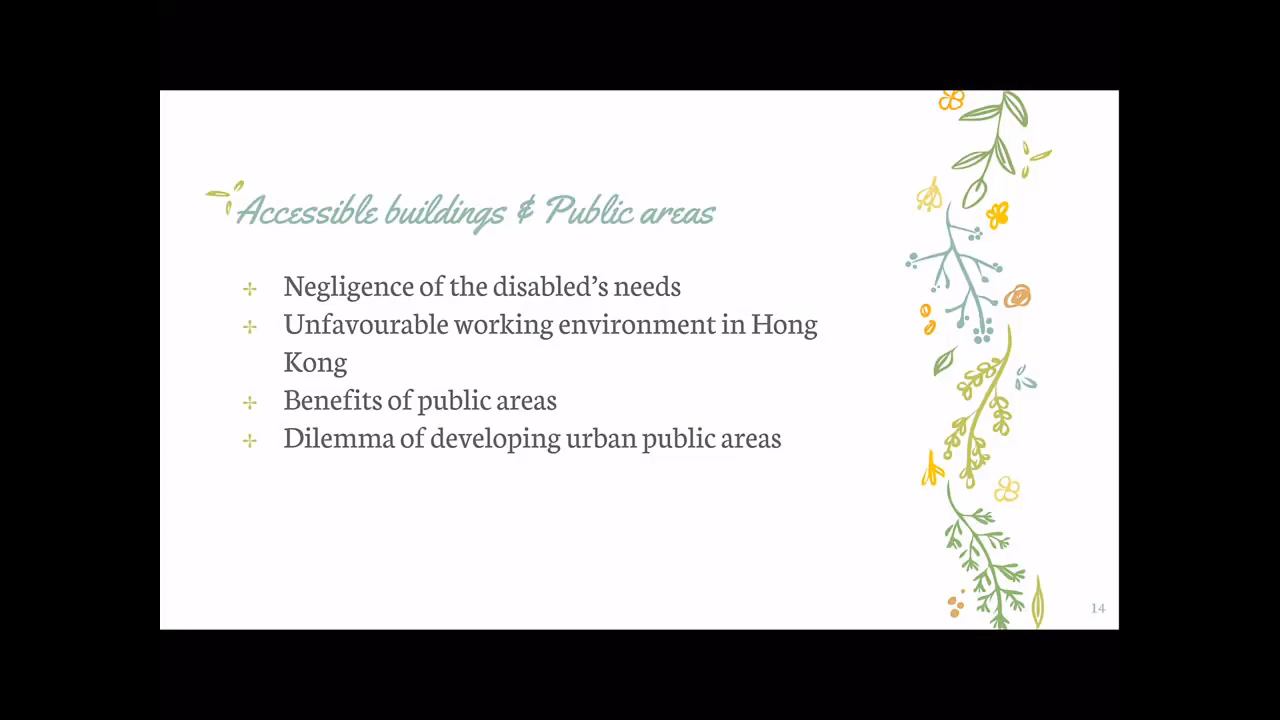 Accessible buildings & Public areas
Negligence of the disabled’s needs
Unfavourable working environment in Hong
Kong
Benefits of public areas
Dilemma of developing urban public areas
14